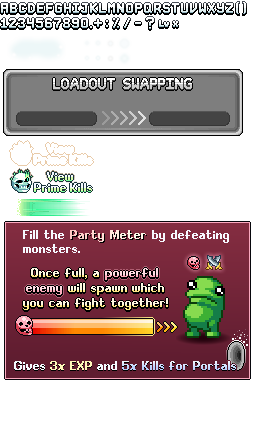 ABCDEFGHIJKLMNOPQRSTUVWXYZ()
1234567890.+:%/-? Lv x
LOADOUT SWAPPING
View
Prime Kills
View
Prime Kills
Fill the Party Meter by defeating
monsters.
Once full, a powerful
enemy will spawn which
you can fight together!
Gives 3x EXP and 5x Kills for Portals.